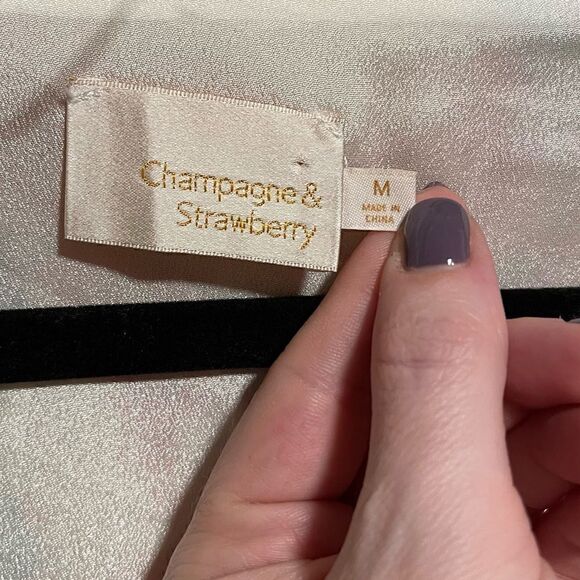 Champagne &
Strawberry
M
MADE IN
CHINA